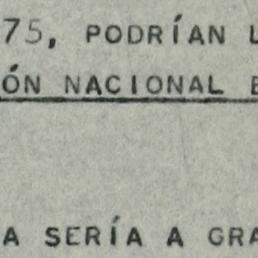 75, PODRÍAN L
ÓN NACIONAL E
A SERÍA A GRA